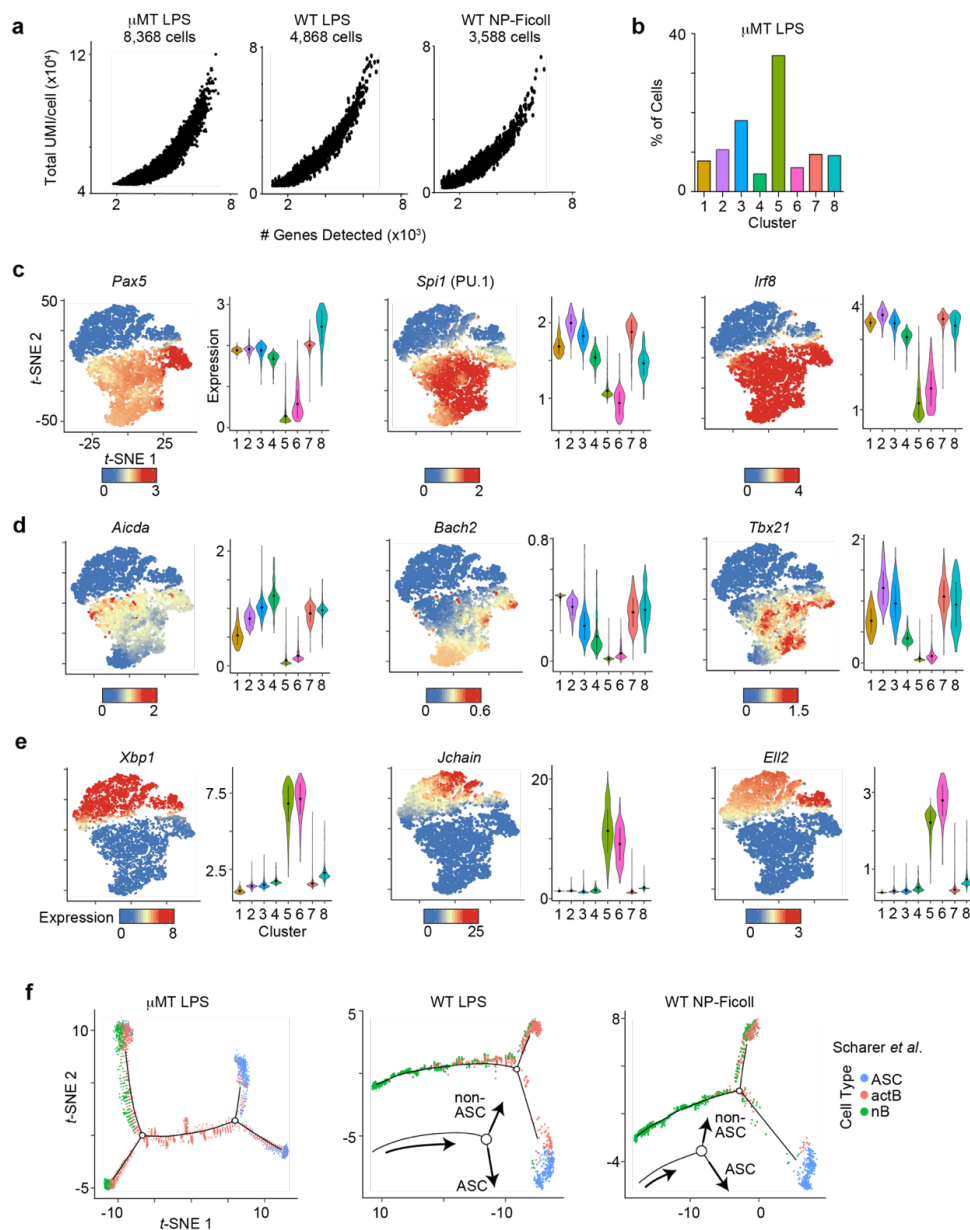 a
μMT LPS
8,368 cells
WT LPS
4,868 cells
WT NP-Ficoll
3,588 cells
Total UMI/cell (x10⁴)
12
4
8
0
8
0
2
8
2
8
2
8
# Genes Detected (x10³)
b
μMT LPS
% of Cells
40
0
1 2 3 4 5 6 7 8
Cluster
c
Pax5
t-SNE 2
50
0
-50
-25
25
t-SNE 1
0 3
Expression
3
0
1 2 3 4 5 6 7 8
Spi1 (PU.1)
0 2
2
1
1 2 3 4 5 6 7 8
Irf8
0 4
4
1
1 2 3 4 5 6 7 8
d
Aicda
0 2
2
1
0
1 2 3 4 5 6 7 8
Bach2
0 0.6
0.8
0
1 2 3 4 5 6 7 8
Tbx21
0 1.5
2
1
0
1 2 3 4 5 6 7 8
e
Xbp1
Expression
0 8
7.5
2.5
1 2 3 4 5 6 7 8
Cluster
Jchain
0 25
20
0
1 2 3 4 5 6 7 8
Ell2
0 3
3
1
1 2 3 4 5 6 7 8
f
μMT LPS
t-SNE 2
10
-5
-10
0
10
t-SNE 1
WT LPS
5
-5
10
-10
non-
ASC
ASC
WT NP-Ficoll
8
-4
-10
0
non-
ASC
ASC
Scharer et al.
Cell Type
ASC
actB
nB